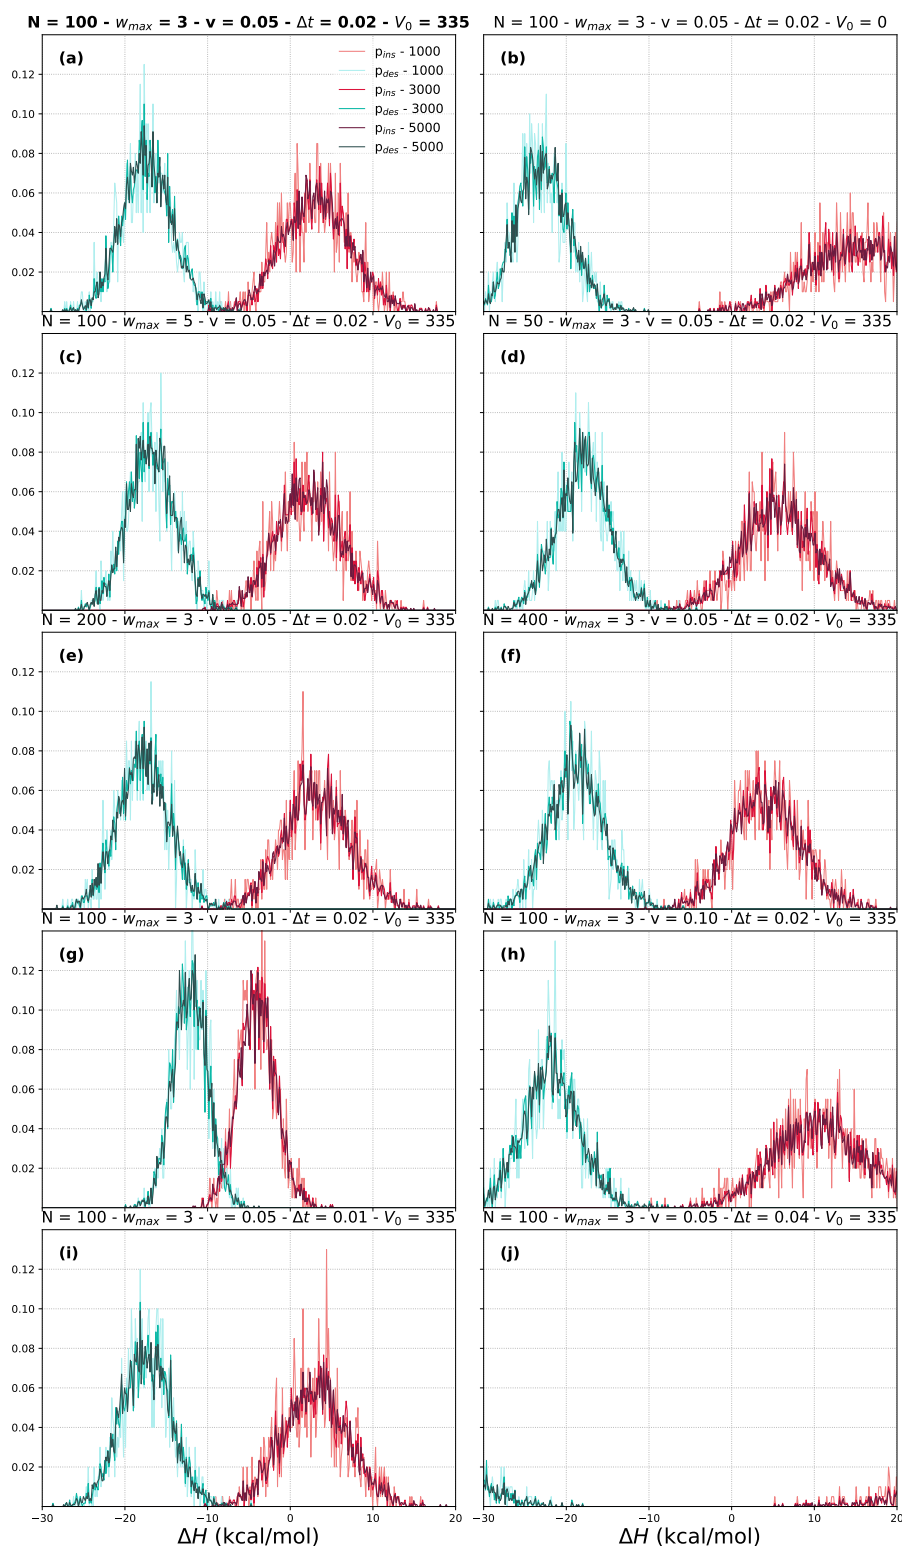 N = 100 - w_max = 3 - v = 0.05 - Δt = 0.02 - V_0 = 335
N = 100 - w_max = 3 - v = 0.05 - Δt = 0.02 - V_0 = 0
(a)
p_ins - 1000
p_des - 1000
p_ins - 3000
p_des - 3000
p_ins - 5000
p_des - 5000
0.12
0.10
0.08
0.06
0.04
0.02
(b)
N = 100 - w_max = 5 - v = 0.05 - Δt = 0.02 - V_0 = 335
N = 50 - w_max = 3 - v = 0.05 - Δt = 0.02 - V_0 = 335
(c)
0.12
0.10
0.08
0.06
0.04
0.02
(d)
N = 200 - w_max = 3 - v = 0.05 - Δt = 0.02 - V_0 = 335
N = 400 - w_max = 3 - v = 0.05 - Δt = 0.02 - V_0 = 335
(e)
0.12
0.10
0.08
0.06
0.04
0.02
(f)
N = 100 - w_max = 3 - v = 0.01 - Δt = 0.02 - V_0 = 335
N = 100 - w_max = 3 - v = 0.10 - Δt = 0.02 - V_0 = 335
(g)
0.12
0.10
0.08
0.06
0.04
0.02
(h)
N = 100 - w_max = 3 - v = 0.05 - Δt = 0.01 - V_0 = 335
N = 100 - w_max = 3 - v = 0.05 - Δt = 0.04 - V_0 = 335
(i)
0.12
0.10
0.08
0.06
0.04
0.02
(j)
−30 −20 −10 0 10 20
−30 −20 −10 0 10 20
ΔH (kcal/mol)
ΔH (kcal/mol)